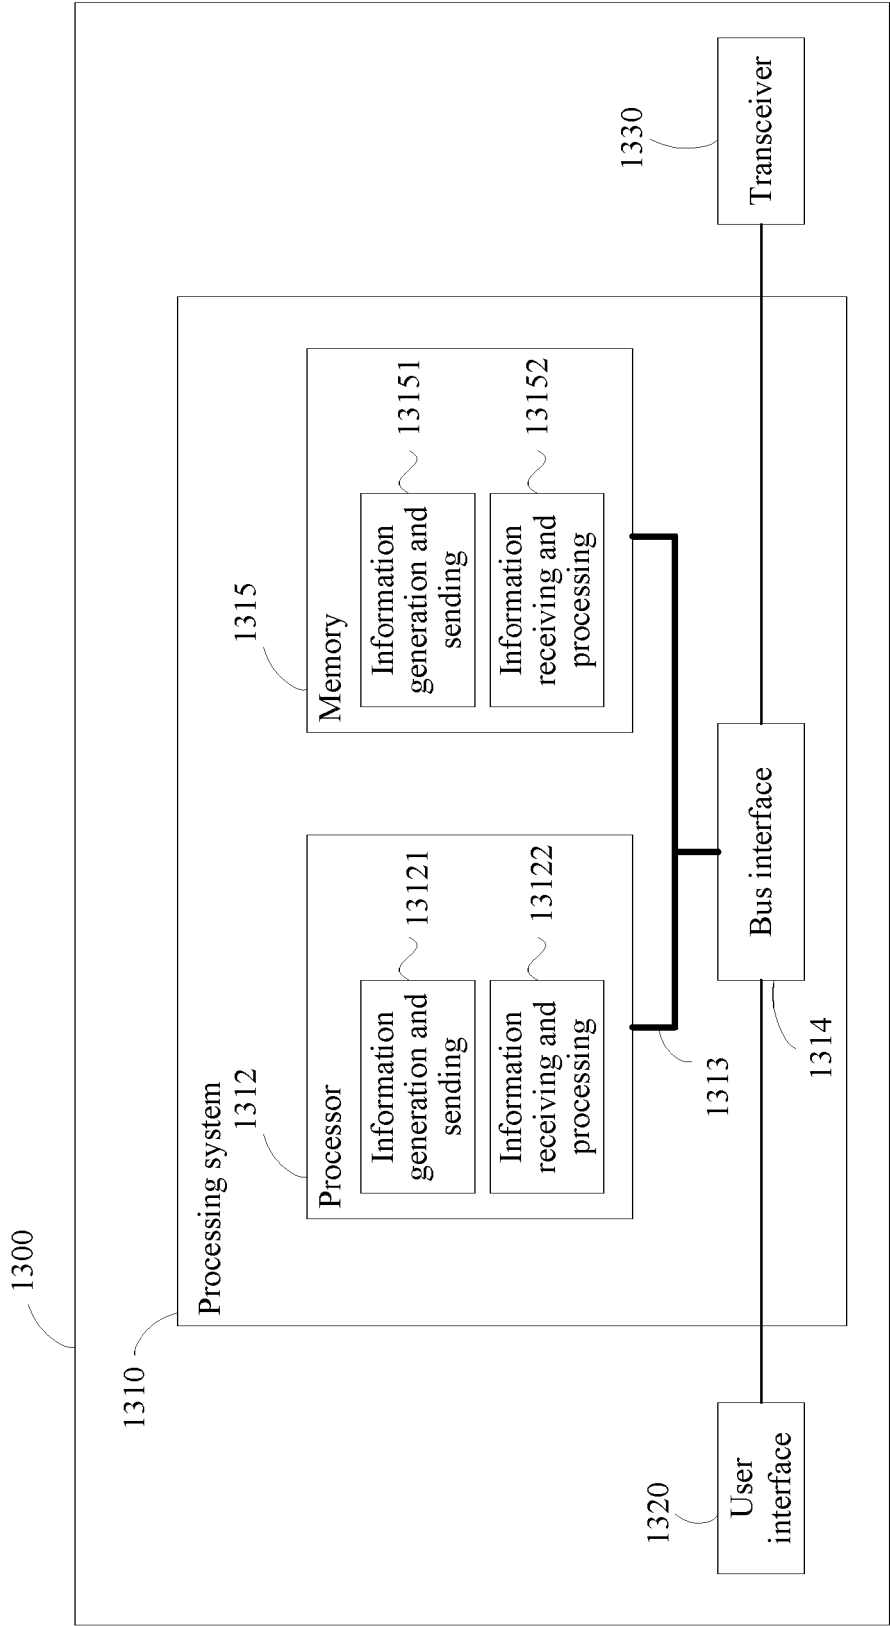 1300
1310
Processing system
1312
Processor
Information
generation and
sending
13121
Information
receiving and
processing
13122
1315
Memory
Information
generation and
sending
13151
Information
receiving and
processing
13152
1313
1320
User
interface
Bus interface
1314
1330
Transceiver